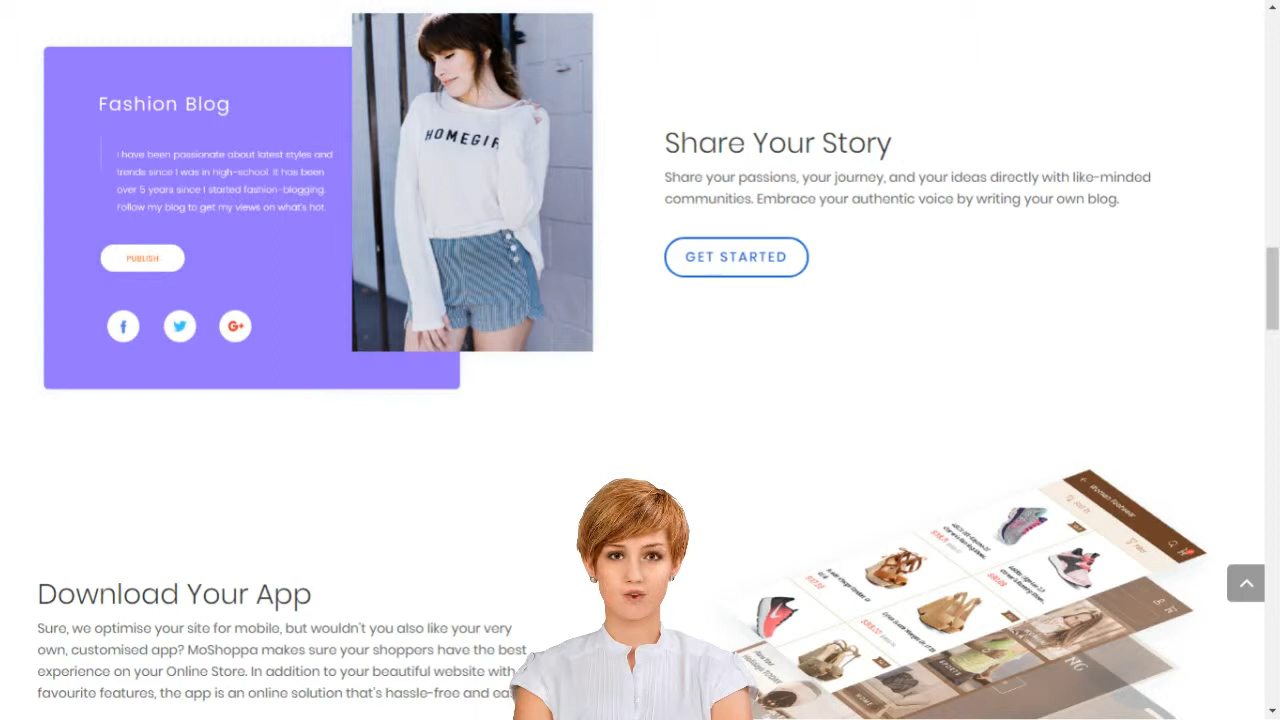 Fashion Blog
I have been passionate about latest styles and
trends since I was in high-school. It has been
over 5 years since I started fashion-blogging.
Follow my blog to get my views on what's hot.
PUBLISH
HOMEGIR
Share Your Story
Share your passions, your journey, and your ideas directly with like-minded
communities. Embrace your authentic voice by writing your own blog.
GET STARTED
Download Your App
Sure, we optimise your site for mobile, but wouldn't you also like your very
own, customised app? MoShoppa makes sure your shoppers have the best
experience on your Online Store. In addition to your beautiful website with
favourite features, the app is an online solution that's hassle-free and
Women Footwear